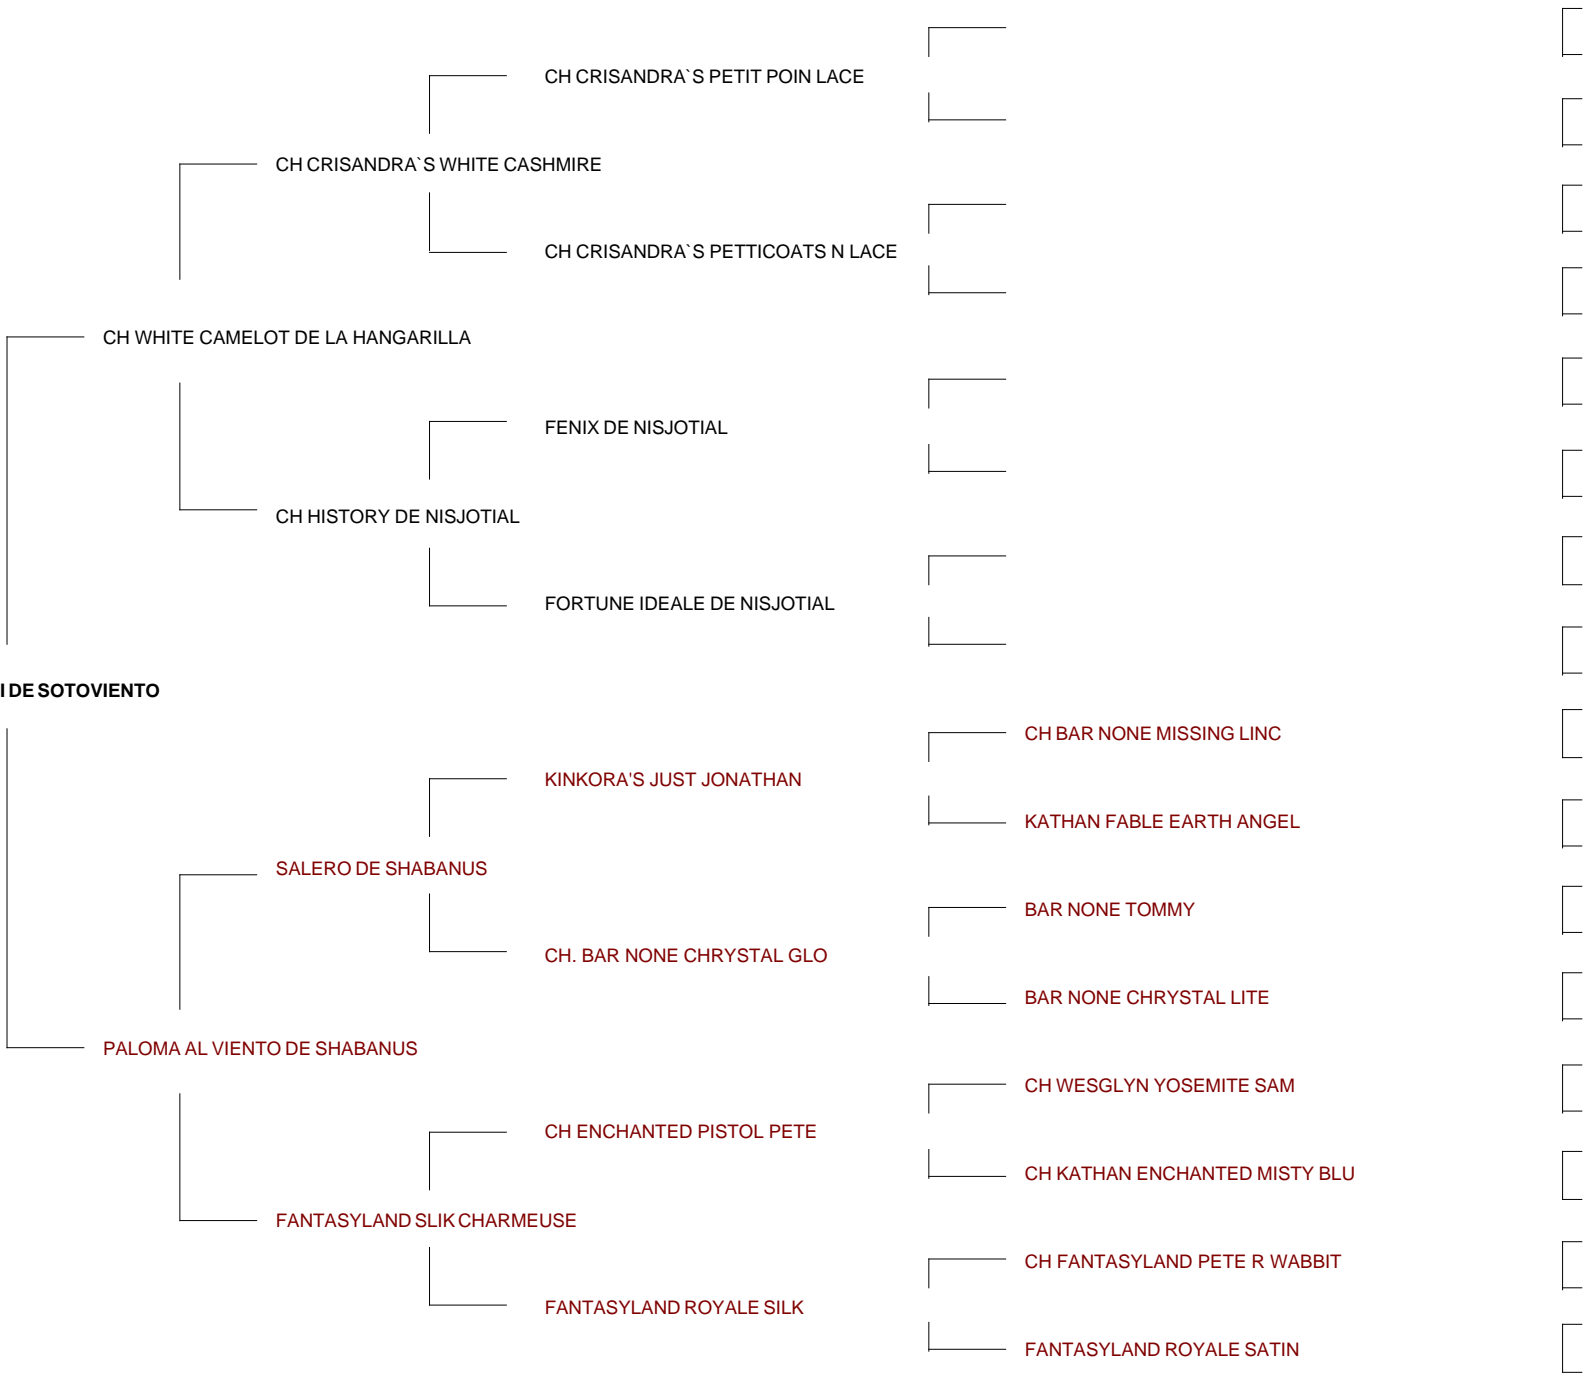 CH CRISANDRA`S PETIT POIN LACE
CH CRISANDRA`S WHITE CASHMIRE
CH CRISANDRA`S PETTICOATS N LACE
CH WHITE CAMELOT DE LA HANGARILLA
FENIX DE NISJOTIAL
CH HISTORY DE NISJOTIAL
FORTUNE IDEALE DE NISJOTIAL
I DE SOTOVIENTO
CH BAR NONE MISSING LINC
KINKORA'S JUST JONATHAN
KATHAN FABLE EARTH ANGEL
SALERO DE SHABANUS
BAR NONE TOMMY
CH. BAR NONE CHRYSTAL GLO
BAR NONE CHRYSTAL LITE
PALOMA AL VIENTO DE SHABANUS
CH WESGLYN YOSEMITE SAM
CH ENCHANTED PISTOL PETE
CH KATHAN ENCHANTED MISTY BLU
FANTASYLAND SLIK CHARMEUSE
CH FANTASYLAND PETE R WABBIT
FANTASYLAND ROYALE SILK
FANTASYLAND ROYALE SATIN